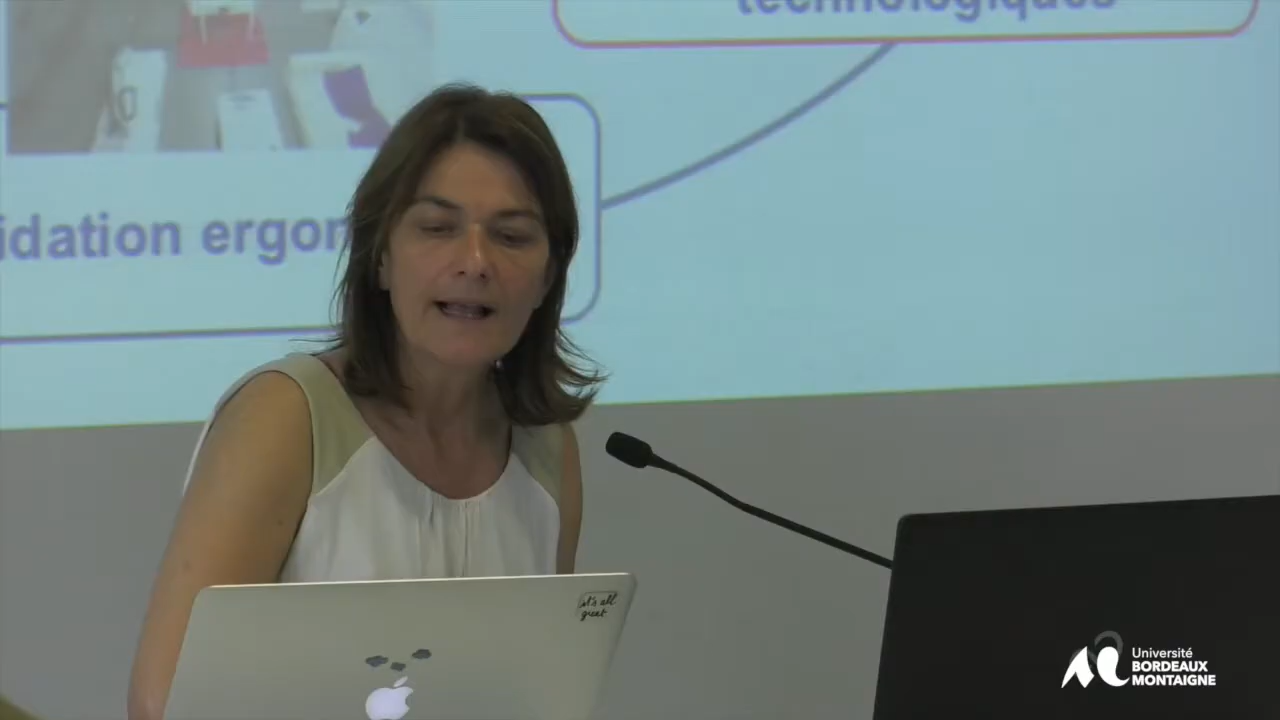 technologiques
idation ergon
let's all
great
Université
BORDEAUX
MONTAIGNE